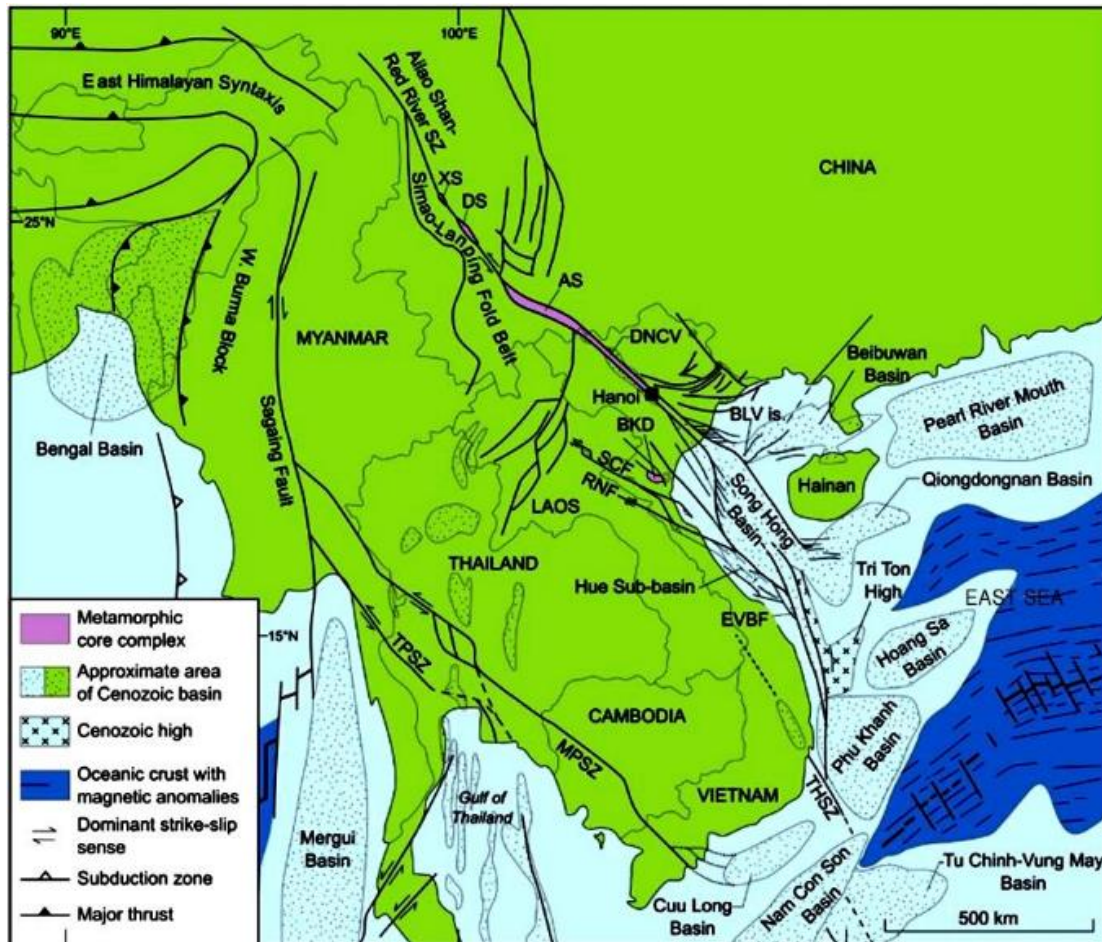 90°E
100°E
East Himalayan Syntaxis
Ailao Shan-
Red River SZ
CHINA
XS
DS
25°N
Simao-Lanping Fold Belt
W. Burma Block
AS
MYANMAR
DNCV
Beibuwan
Basin
Hanoi
BLV is
Pearl River Mouth
Basin
Bengal Basin
BKD
Sagaing Fault
SCF
Hainan
Qiongdongnan Basin
RNF
LAOS
Song Hong
Basin
THAILAND
Tri Ton
High
Hue Sub-basin
EAST SEA
EVBF
Hoang Sa
Basin
15°N
TPSZ
CAMBODIA
Phu Khanh
Basin
MPSZ
VIETNAM
THSZ
Gulf of
Thailand
Mergui
Basin
Cuu Long
Basin
Nam Con Son
Basin
Tu Chinh-Vung May
Basin
500 km
Metamorphic
core complex
Approximate area
of Cenozoic basin
Cenozoic high
Oceanic crust with
magnetic anomalies
Dominant strike-slip
sense
Subduction zone
Major thrust